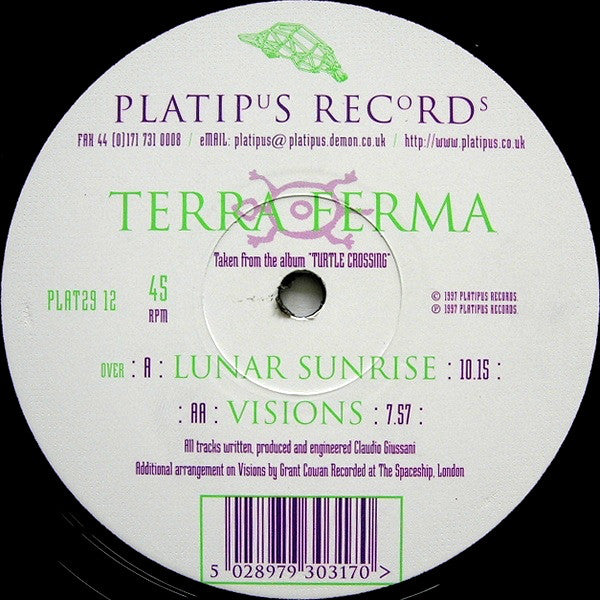 PLATIPUS RECORDS
FAX 44 (0)171 731 0008 / eMAIL: platipus@platipus.demon.co.uk / http://www.platipus.co.uk
TERRA FERMA
Taken from the album "TURTLE CROSSING"
PLAT29 12
45
RPM
© 1997 PLATIPUS RECORDS.
℗ 1997 PLATIPUS RECORDS.
OVER : A : LUNAR SUNRISE : 10.15 :
: AA : VISIONS : 7.57 :
All tracks written, produced and engineered Claudio Giussani
Additional arrangement on Visions by Grant Cowan Recorded at The Spaceship, London
5 028979 303170 >